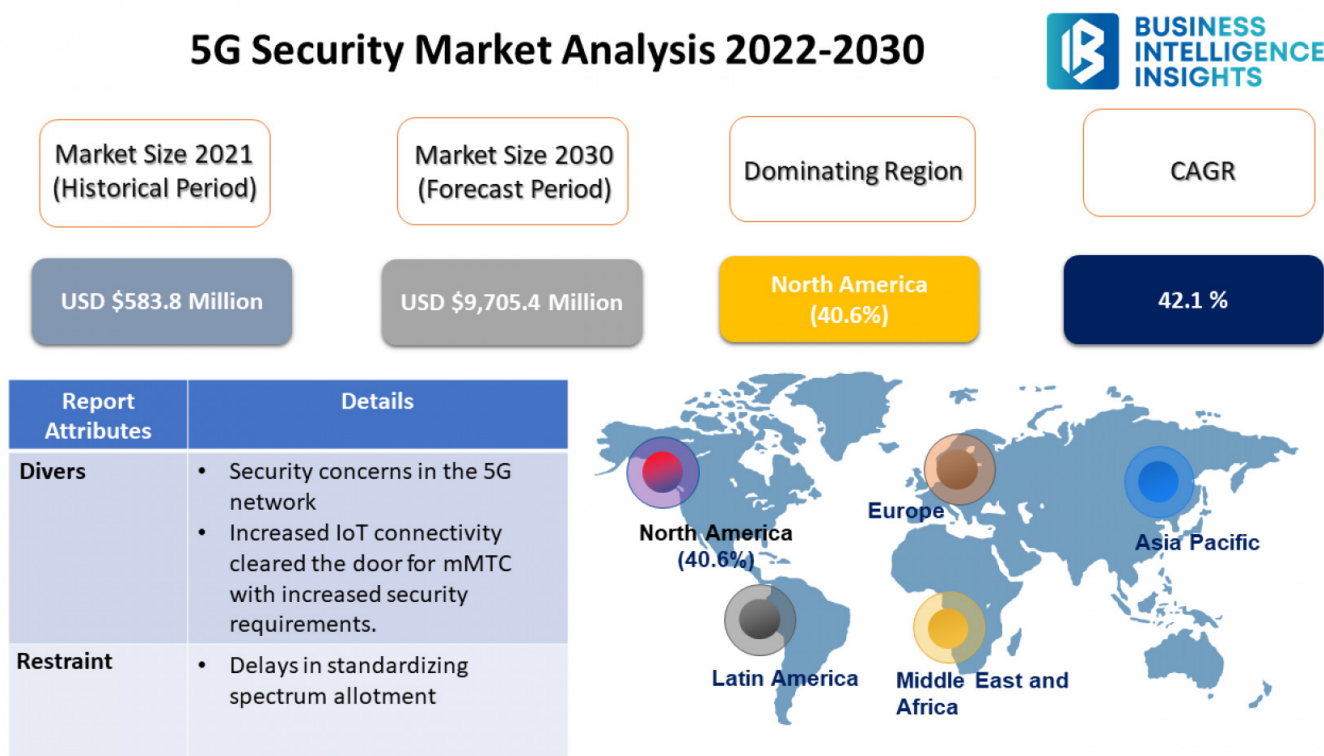 5G Security Market Analysis 2022-2030
BUSINESS
INTELLIGENCE
INSIGHTS
Market Size 2021
(Historical Period)
Market Size 2030
(Forecast Period)
Dominating Region
CAGR
USD $583.8 Million
USD $9,705.4 Million
North America
(40.6%)
42.1 %
Report
Attributes
Details
Divers
• Security concerns in the 5G
network
• Increased IoT connectivity
cleared the door for mMTC
with increased security
requirements.
Restraint
• Delays in standardizing
spectrum allotment
North America
(40.6%)
Europe
Asia Pacific
Latin America
Middle East and
Africa